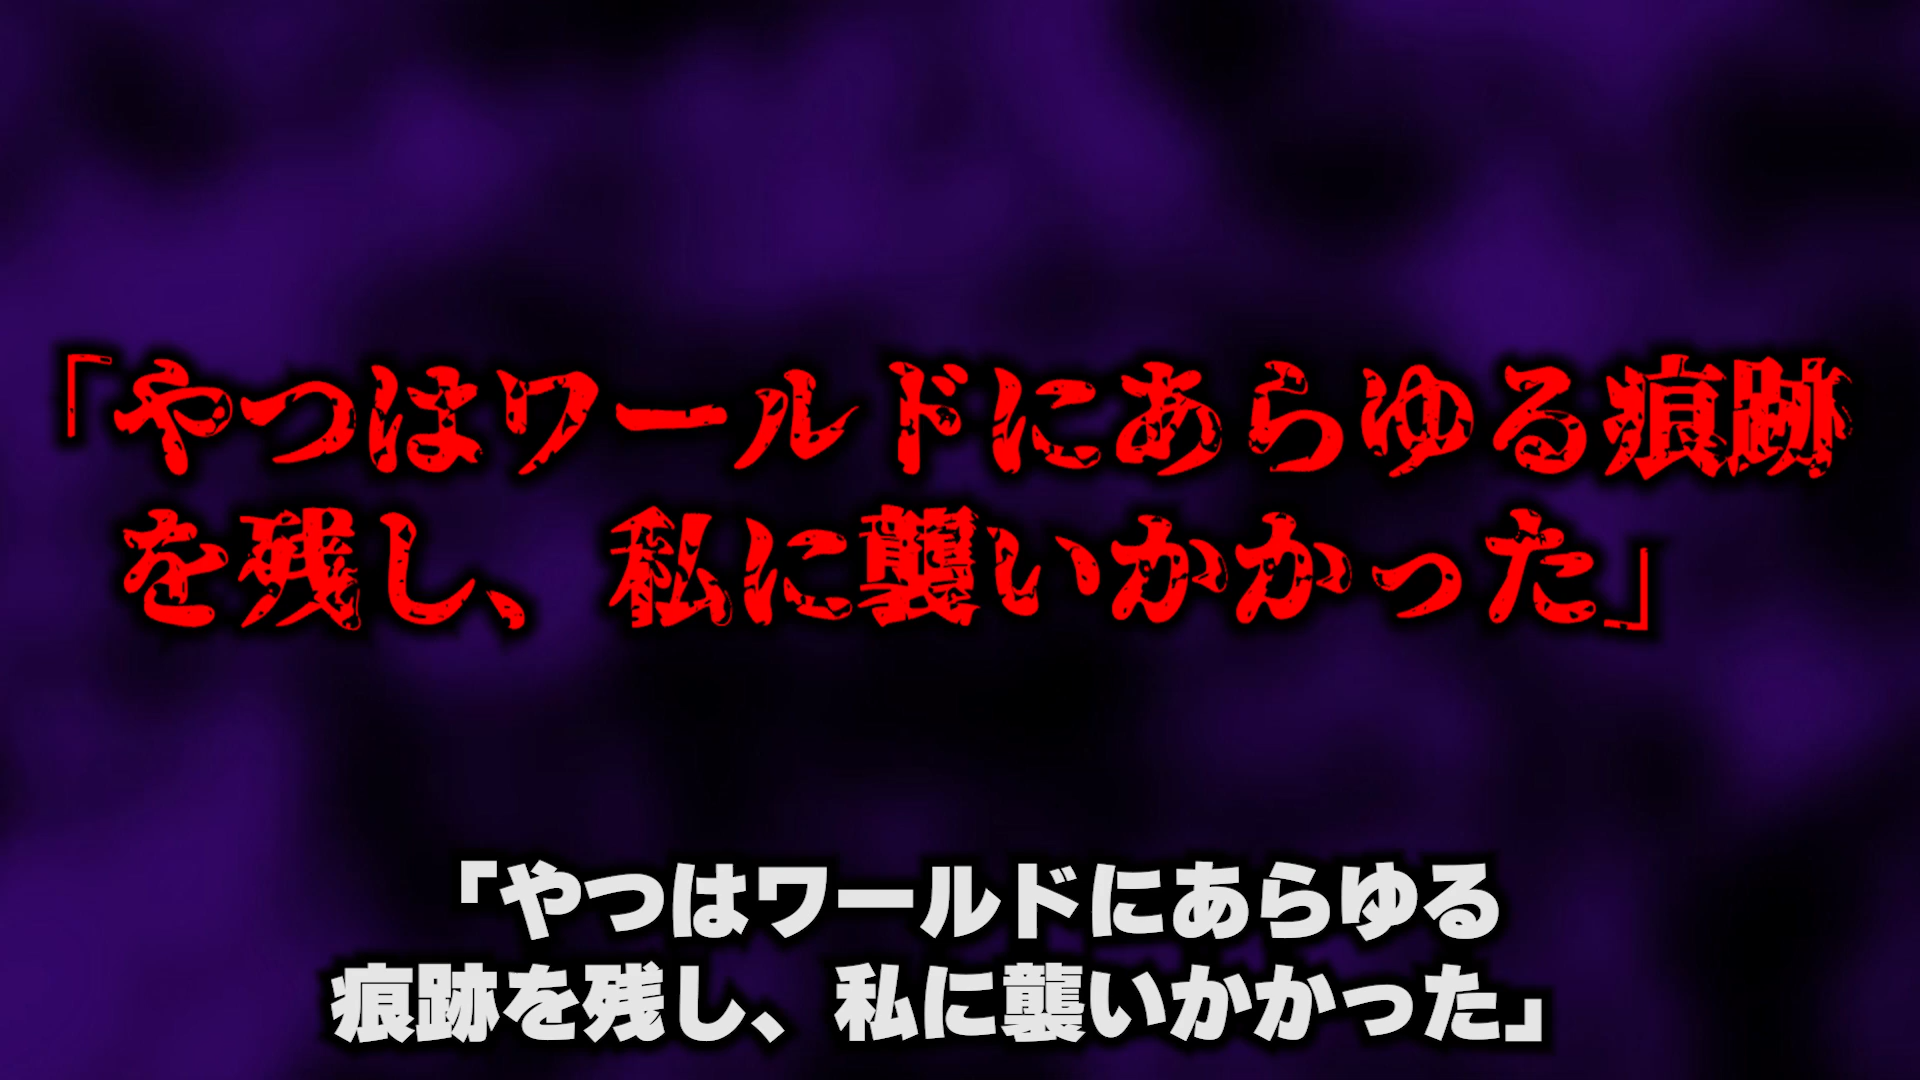 「やつはワールドにあらゆる痕跡
を残し、私に襲いかかった」
「やつはワールドにあらゆる
痕跡を残し、私に襲いかかった」